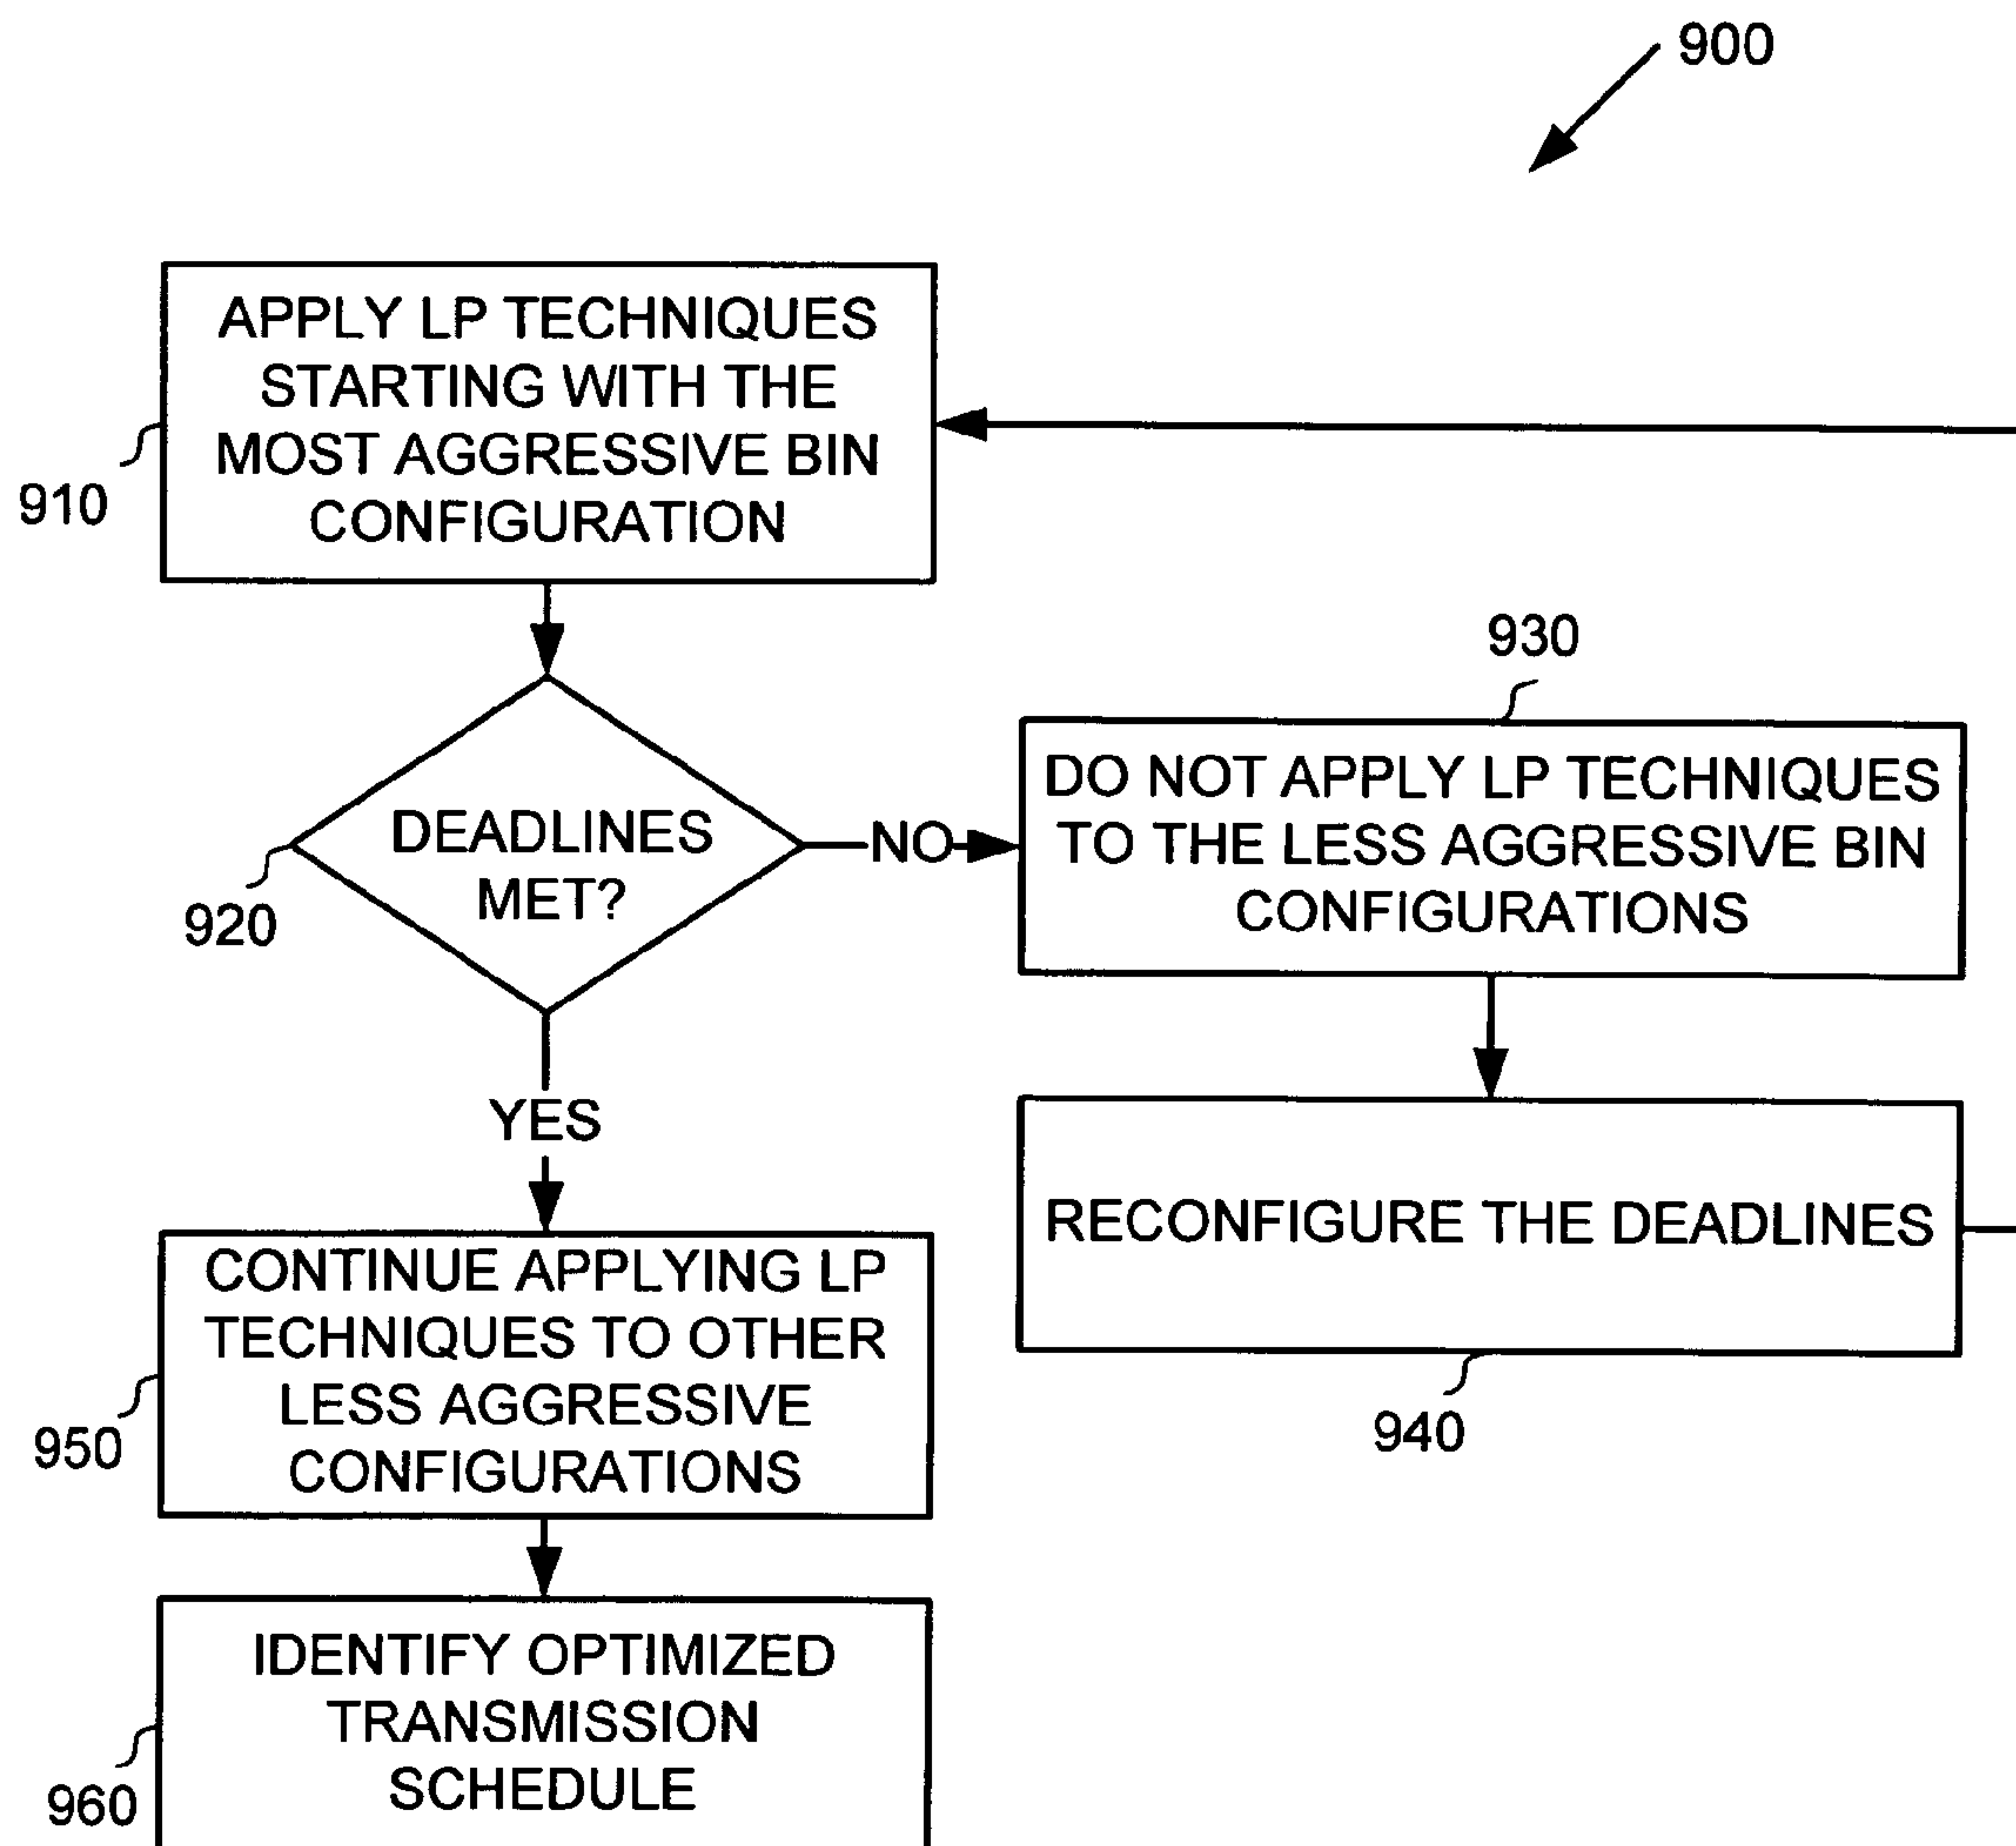 900
APPLY LP TECHNIQUES
STARTING WITH THE
MOST AGGRESSIVE BIN
CONFIGURATION
910
DEADLINES
MET?
920
NO
930
DO NOT APPLY LP TECHNIQUES
TO THE LESS AGGRESSIVE BIN
CONFIGURATIONS
RECONFIGURE THE DEADLINES
940
YES
CONTINUE APPLYING LP
TECHNIQUES TO OTHER
LESS AGGRESSIVE
CONFIGURATIONS
950
IDENTIFY OPTIMIZED
TRANSMISSION
SCHEDULE
960